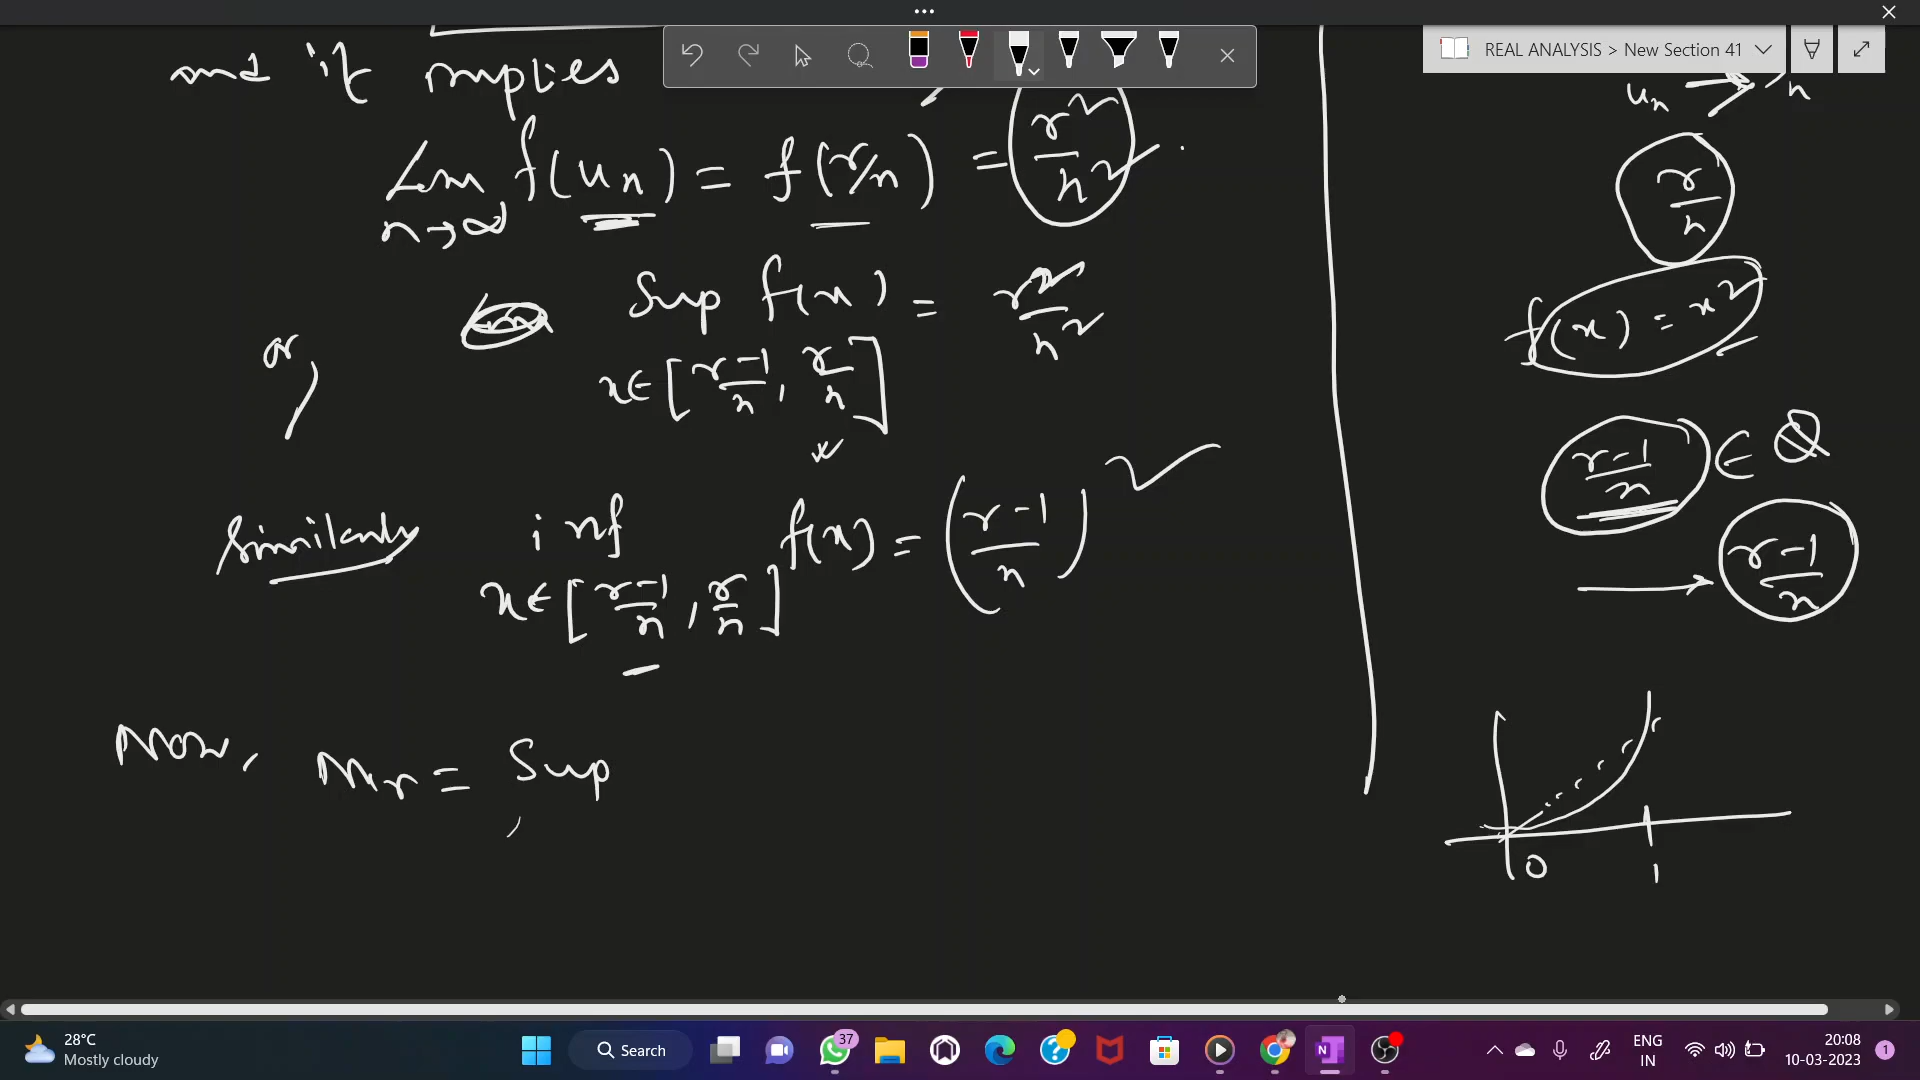 REAL ANALYSIS > New Section 41
and it implies
Lim f(un) = f(r/n) = r²/n²
n→∞
or, Sup f(x) = r²/n²
x∈[r-1/n, r/n]
Similarly inf f(x) = (r-1/n)²
x∈[r-1/n, r/n]
Now, Mr = Sup
un → r/n
r/n
f(x) = x²
r-1/n ∈ Q
→ r-1/n
0 1
28°C
Mostly cloudy
Search
37
ENG
IN
20:08
10-03-2023
1